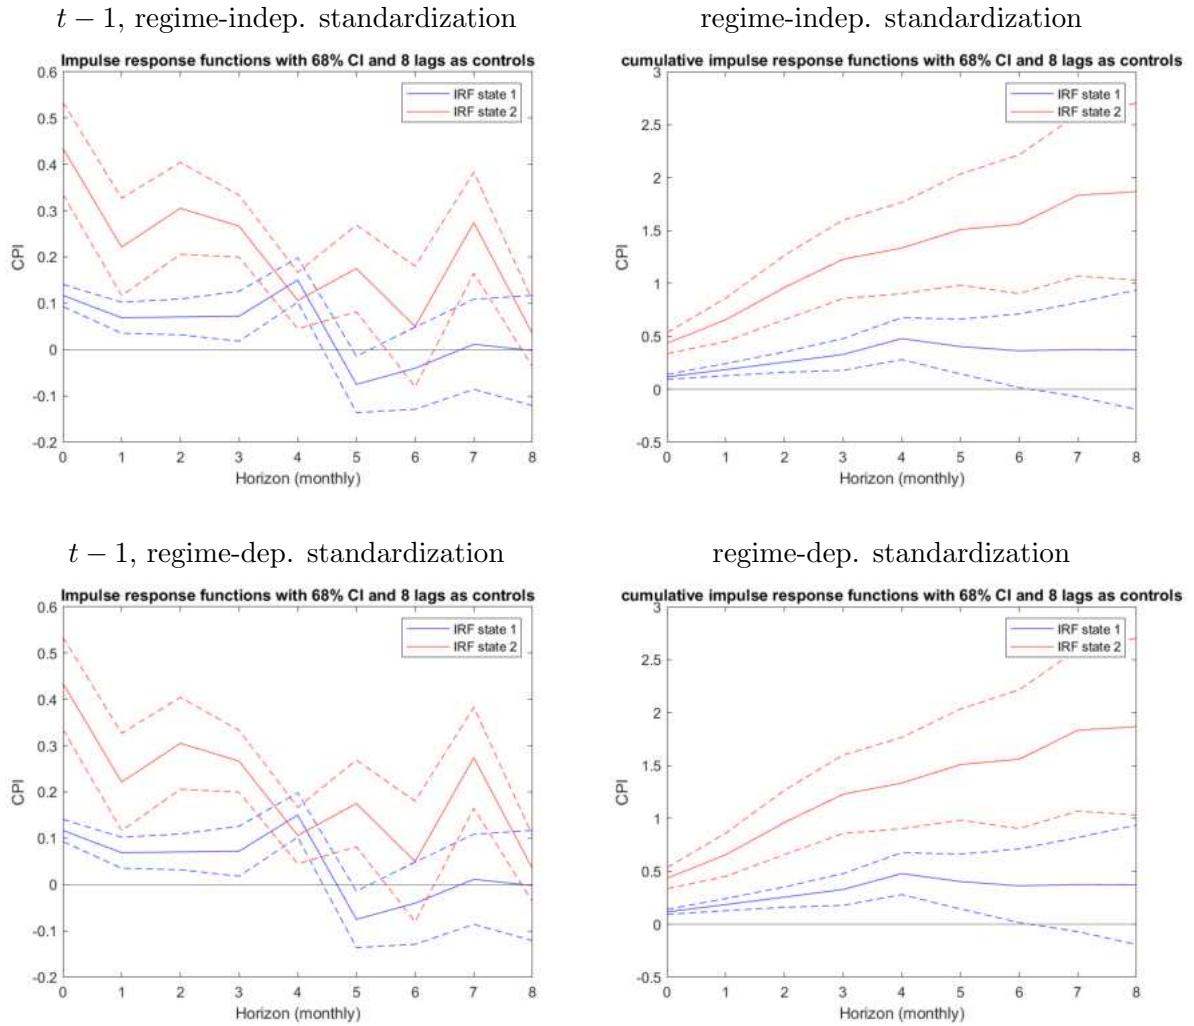 t − 1, regime-indep. standardization
regime-indep. standardization
Impulse response functions with 68% CI and 8 lags as controls
IRF state 1
IRF state 2
0.6
0.5
0.4
0.3
0.2
0.1
0
-0.1
-0.2
CPI
0 1 2 3 4 5 6 7 8
Horizon (monthly)
cumulative impulse response functions with 68% CI and 8 lags as controls
IRF state 1
IRF state 2
3
2.5
2
1.5
1
0.5
0
-0.5
CPI
0 1 2 3 4 5 6 7 8
Horizon (monthly)
t − 1, regime-dep. standardization
regime-dep. standardization
Impulse response functions with 68% CI and 8 lags as controls
IRF state 1
IRF state 2
0.6
0.5
0.4
0.3
0.2
0.1
0
-0.1
-0.2
CPI
0 1 2 3 4 5 6 7 8
Horizon (monthly)
cumulative impulse response functions with 68% CI and 8 lags as controls
IRF state 1
IRF state 2
3
2.5
2
1.5
1
0.5
0
-0.5
CPI
0 1 2 3 4 5 6 7 8
Horizon (monthly)